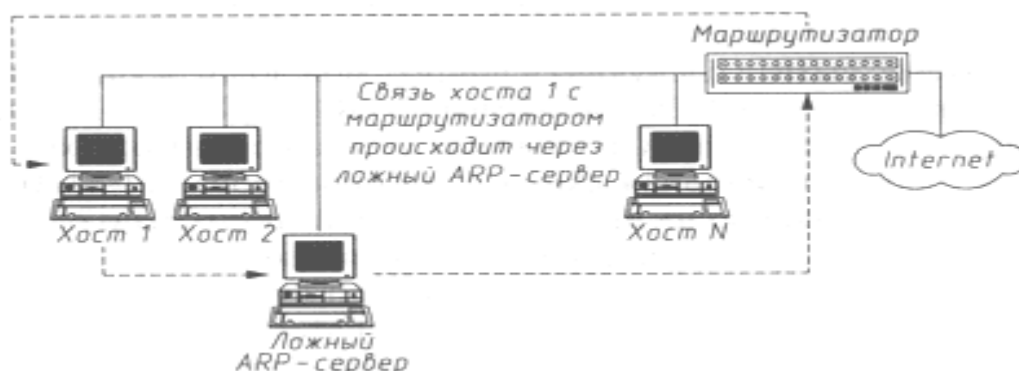 Маршрутизатор
Связь хоста 1 с
маршрутизатором
происходит через
ложный ARP-сервер
Internet
Хост 1
Хост 2
Хост N
Ложный
ARP-сервер